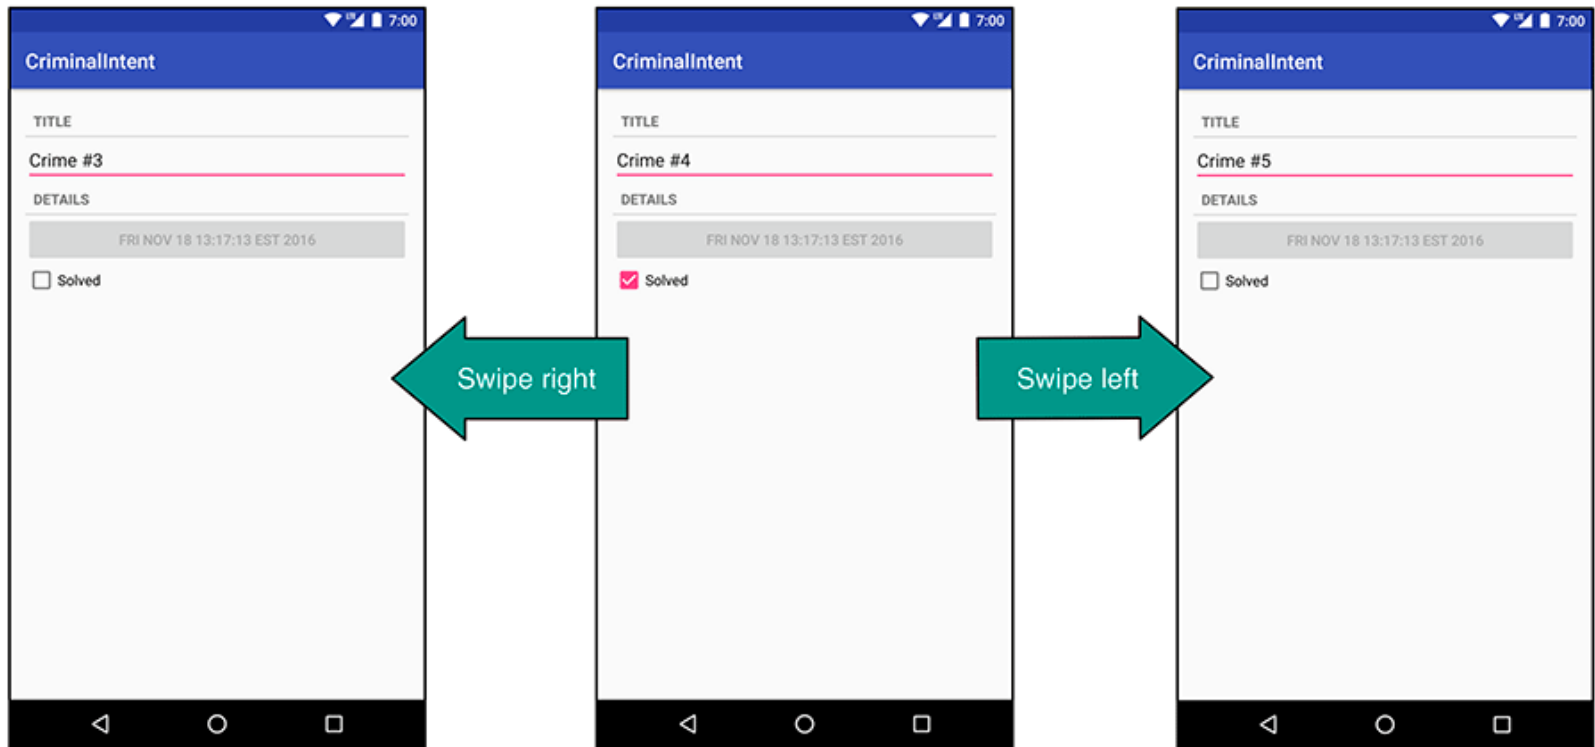 7:00
CriminalIntent
TITLE
Crime #3
DETAILS
FRI NOV 18 13:17:13 EST 2016
Solved
Swipe right
7:00
CriminalIntent
TITLE
Crime #4
DETAILS
FRI NOV 18 13:17:13 EST 2016
Solved
Swipe left
7:00
CriminalIntent
TITLE
Crime #5
DETAILS
FRI NOV 18 13:17:13 EST 2016
Solved